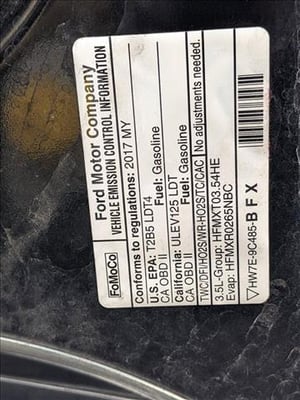 Ford Motor Company
VEHICLE EMISSION CONTROL INFORMATION
Conforms to regulations: 2017 MY
U.S. EPA: T2B5 LDT4 Fuel: Gasoline
CA OBD II
California: ULEV125 LDT Fuel: Gasoline
CA OBD II
TWC/DFI/HO2S/WR-HO2S/TC/CAC No adjustments needed.
3.5L-Group: HFMXT03.54HE
Evap: HFMXR0265NBC
▽HW7E-9C485-B F X
FoMoCo